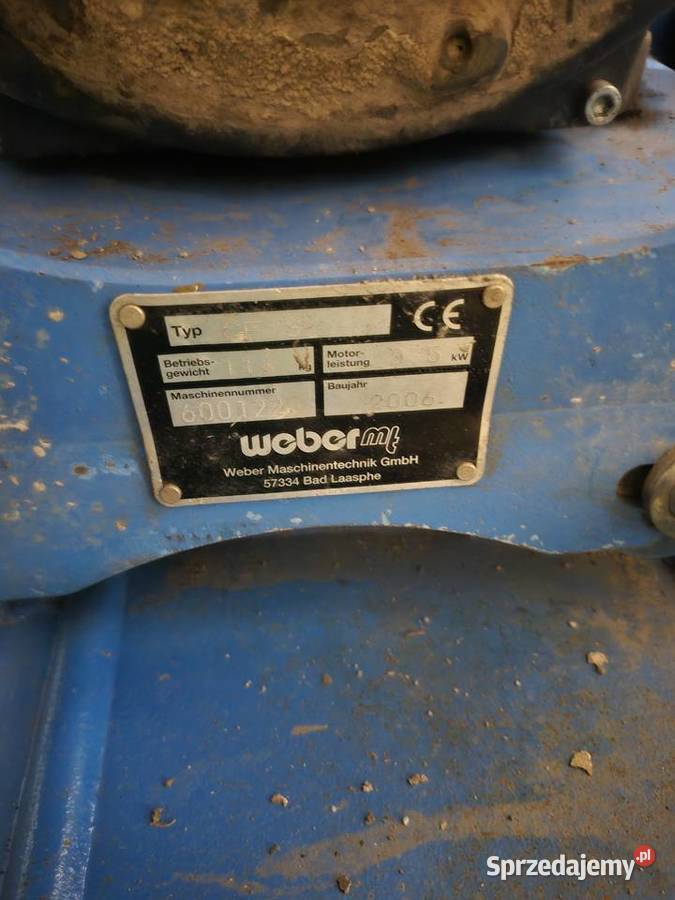 Typ
CE
Betriebs-
gewicht
kg
Motor-
leistung
kW
Maschinennummer
Baujahr
2006
weber mt
Weber Maschinentechnik GmbH
57334 Bad Laasphe
Sprzedajemy.pl